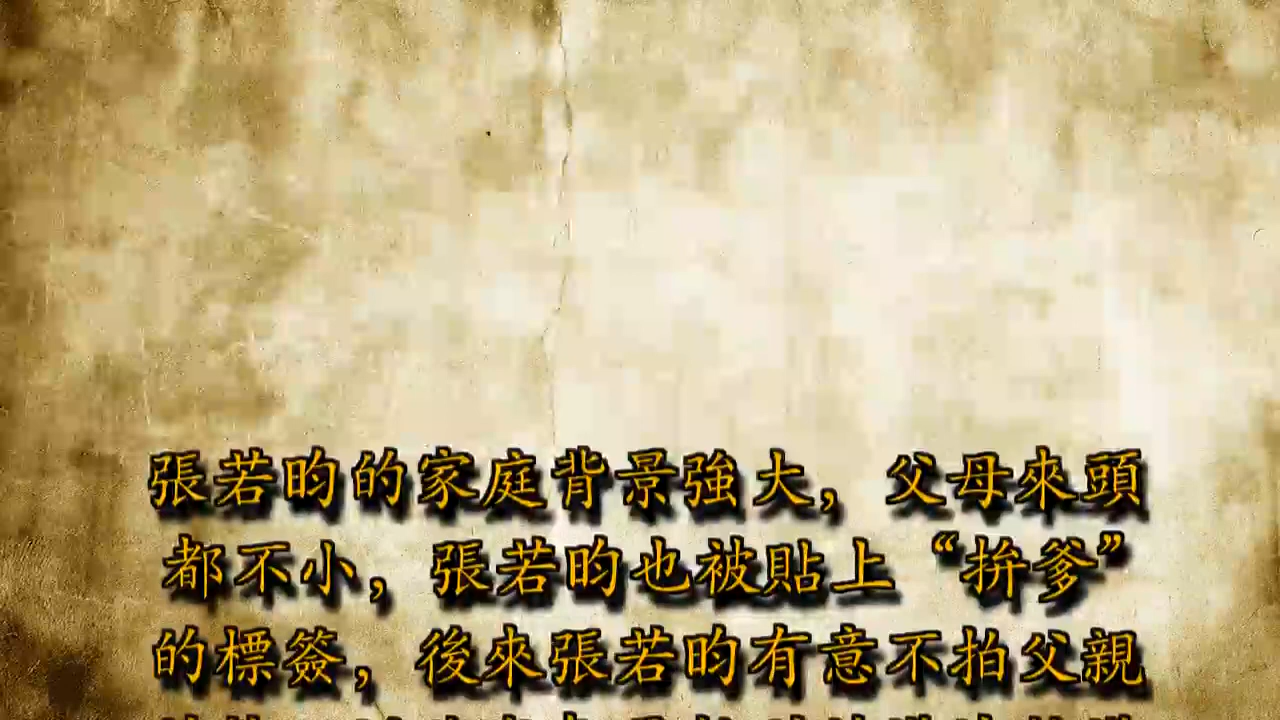 張若昀的家庭背景強大，父母來頭
都不小，張若昀也被貼上“拚爹”
的標簽，後來張若昀有意不拍父親